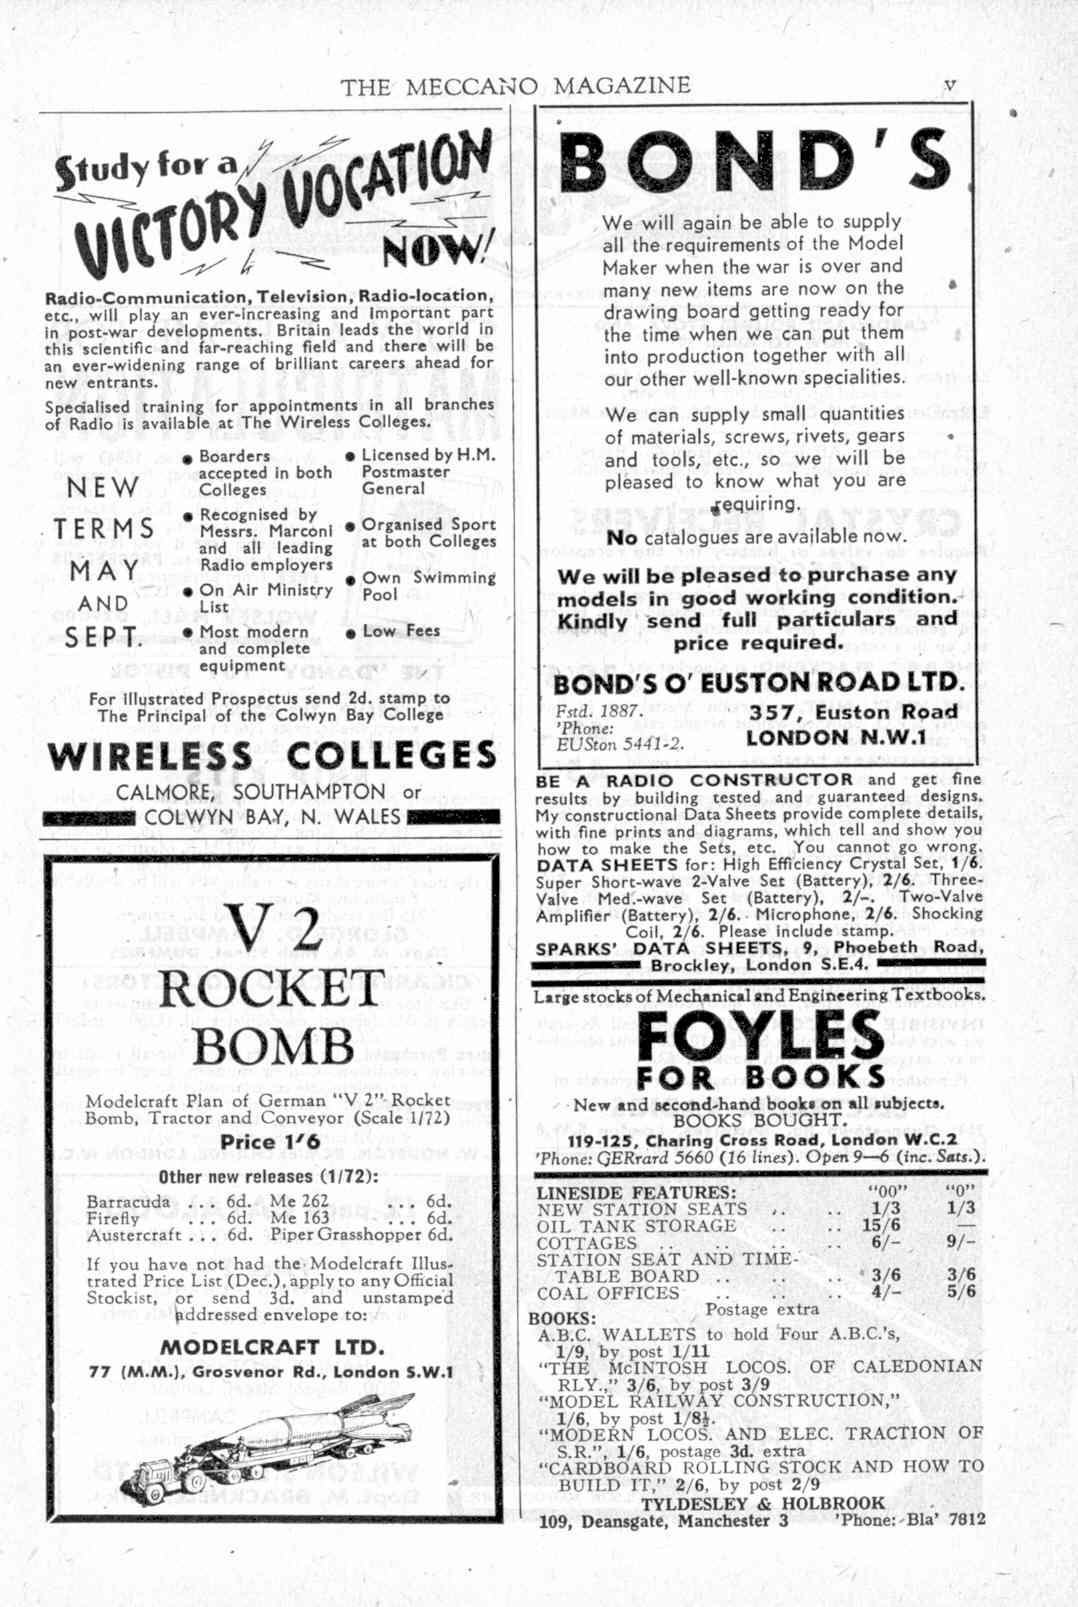 THE MECCANO MAGAZINE v
Study for a
VICTORY VOCATION
NOW!
Radio-Communication, Television, Radio-location,
etc., will play an ever-increasing and important part
in post-war developments. Britain leads the world in
this scientific and far-reaching field and there will be
an ever-widening range of brilliant careers ahead for
new entrants.
Specialised training for appointments in all branches
of Radio is available at The Wireless Colleges.
NEW
TERMS
MAY
AND
SEPT.
● Boarders
accepted in both
Colleges
● Recognised by
Messrs. Marconi
and all leading
Radio employers
● On Air Ministry
List
● Most modern
and complete
equipment
● Licensed by H.M.
Postmaster
General
● Organised Sport
at both Colleges
● Own Swimming
Pool
● Low Fees
For Illustrated Prospectus send 2d. stamp to
The Principal of the Colwyn Bay College
WIRELESS COLLEGES
CALMORE, SOUTHAMPTON or
COLWYN BAY, N. WALES
V 2
ROCKET
BOMB
Modelcraft Plan of German "V 2" Rocket
Bomb, Tractor and Conveyor (Scale 1/72)
Price 1/6
Other new releases (1/72):
Barracuda ... 6d. Me 262 ... 6d.
Firefly ... 6d. Me 163 ... 6d.
Austercraft ... 6d. Piper Grasshopper 6d.
If you have not had the Modelcraft Illus-
trated Price List (Dec.), apply to any Official
Stockist, or send 3d. and unstamped
addressed envelope to:
MODELCRAFT LTD.
77 (M.M.), Grosvenor Rd., London S.W.1
BOND'S
We will again be able to supply
all the requirements of the Model
Maker when the war is over and
many new items are now on the
drawing board getting ready for
the time when we can put them
into production together with all
our other well-known specialities.
We can supply small quantities
of materials, screws, rivets, gears
and tools, etc., so we will be
pleased to know what you are
requiring.
No catalogues are available now.
We will be pleased to purchase any
models in good working condition.
Kindly send full particulars and
price required.
BOND'S O' EUSTON ROAD LTD.
Fstd. 1887.
'Phone:
EUSton 5441-2.
357, Euston Road
LONDON N.W.1
BE A RADIO CONSTRUCTOR and get fine
results by building tested and guaranteed designs.
My constructional Data Sheets provide complete details,
with fine prints and diagrams, which tell and show you
how to make the Sets, etc. You cannot go wrong.
DATA SHEETS for: High Efficiency Crystal Set, 1/6.
Super Short-wave 2-Valve Set (Battery), 2/6. Three-
Valve Med.-wave Set (Battery), 2/-. Two-Valve
Amplifier (Battery), 2/6. Microphone, 2/6. Shocking
Coil, 2/6. Please include stamp.
SPARKS' DATA SHEETS, 9, Phoebeth Road,
Brockley, London S.E.4.
Large stocks of Mechanical and Engineering Textbooks.
FOYLES
FOR BOOKS
New and second-hand books on all subjects.
BOOKS BOUGHT.
119-125, Charing Cross Road, London W.C.2
'Phone: GERrard 5660 (16 lines). Open 9—6 (inc. Sats.).
LINESIDE FEATURES: "00" "0"
NEW STATION SEATS .. .. 1/3 1/3
OIL TANK STORAGE .. .. 15/6 —
COTTAGES .. .. .. .. 6/- 9/-
STATION SEAT AND TIME-
TABLE BOARD .. .. .. 3/6 3/6
COAL OFFICES .. .. .. 4/- 5/6
Postage extra
BOOKS:
A.B.C. WALLETS to hold Four A.B.C.'s,
1/9, by post 1/11
"THE McINTOSH LOCOS. OF CALEDONIAN
RLY.," 3/6, by post 3/9
"MODEL RAILWAY CONSTRUCTION,"
1/6, by post 1/8½.
"MODERN LOCOS. AND ELEC. TRACTION OF
S.R.", 1/6, postage 3d. extra
"CARDBOARD ROLLING STOCK AND HOW TO
BUILD IT," 2/6, by post 2/9
TYLDESLEY & HOLBROOK
109, Deansgate, Manchester 3 'Phone: Bla' 7812